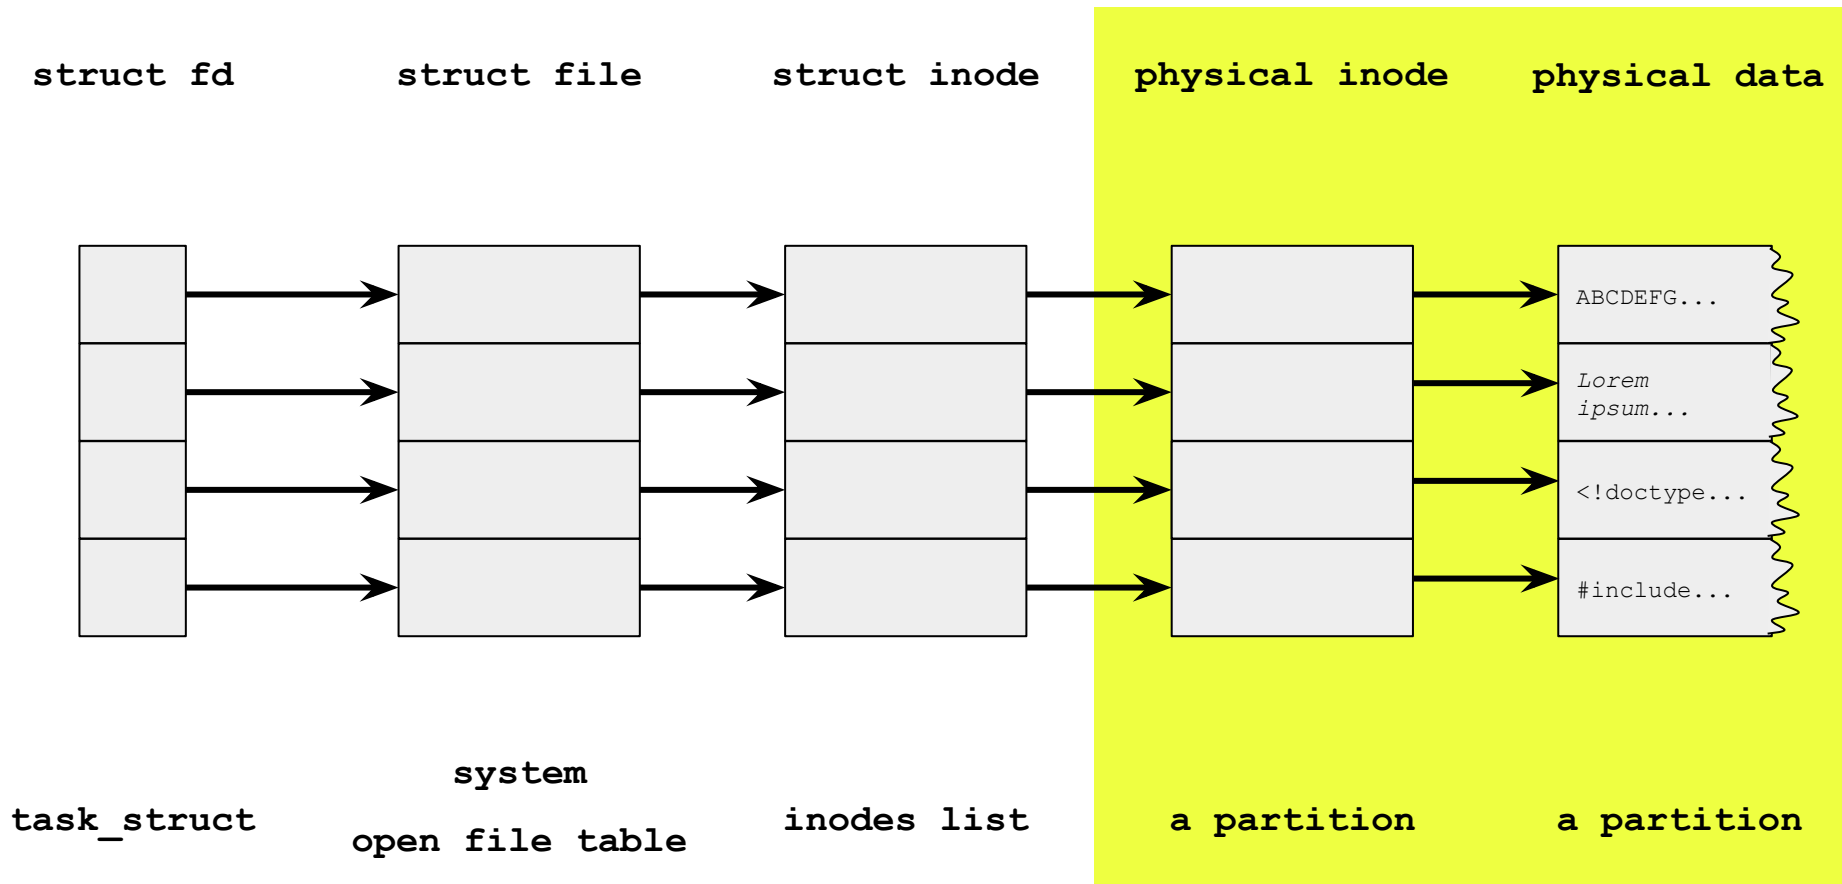 struct fd
struct file
struct inode
physical inode
physical data
ABCDEFG...
Lorem
ipsum...
<!doctype...
#include...
task_struct
system
open file table
inodes list
a partition
a partition